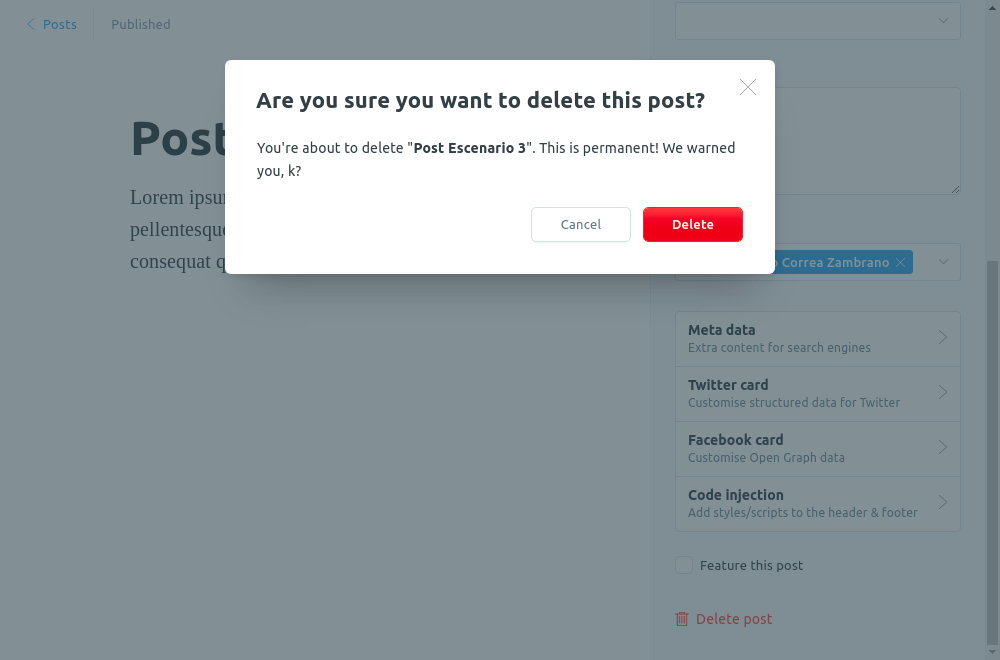 Posts
Published
Are you sure you want to delete this post?
You're about to delete "Post Escenario 3". This is permanent! We warned
you, k?
Cancel
Delete
Post
Lorem
pellentesque
consequat
Correa Zambrano
Meta data
Extra content for search engines
Twitter card
Customise structured data for Twitter
Facebook card
Customise Open Graph data
Code injection
Add styles/scripts to the header & footer
Feature this post
Delete post